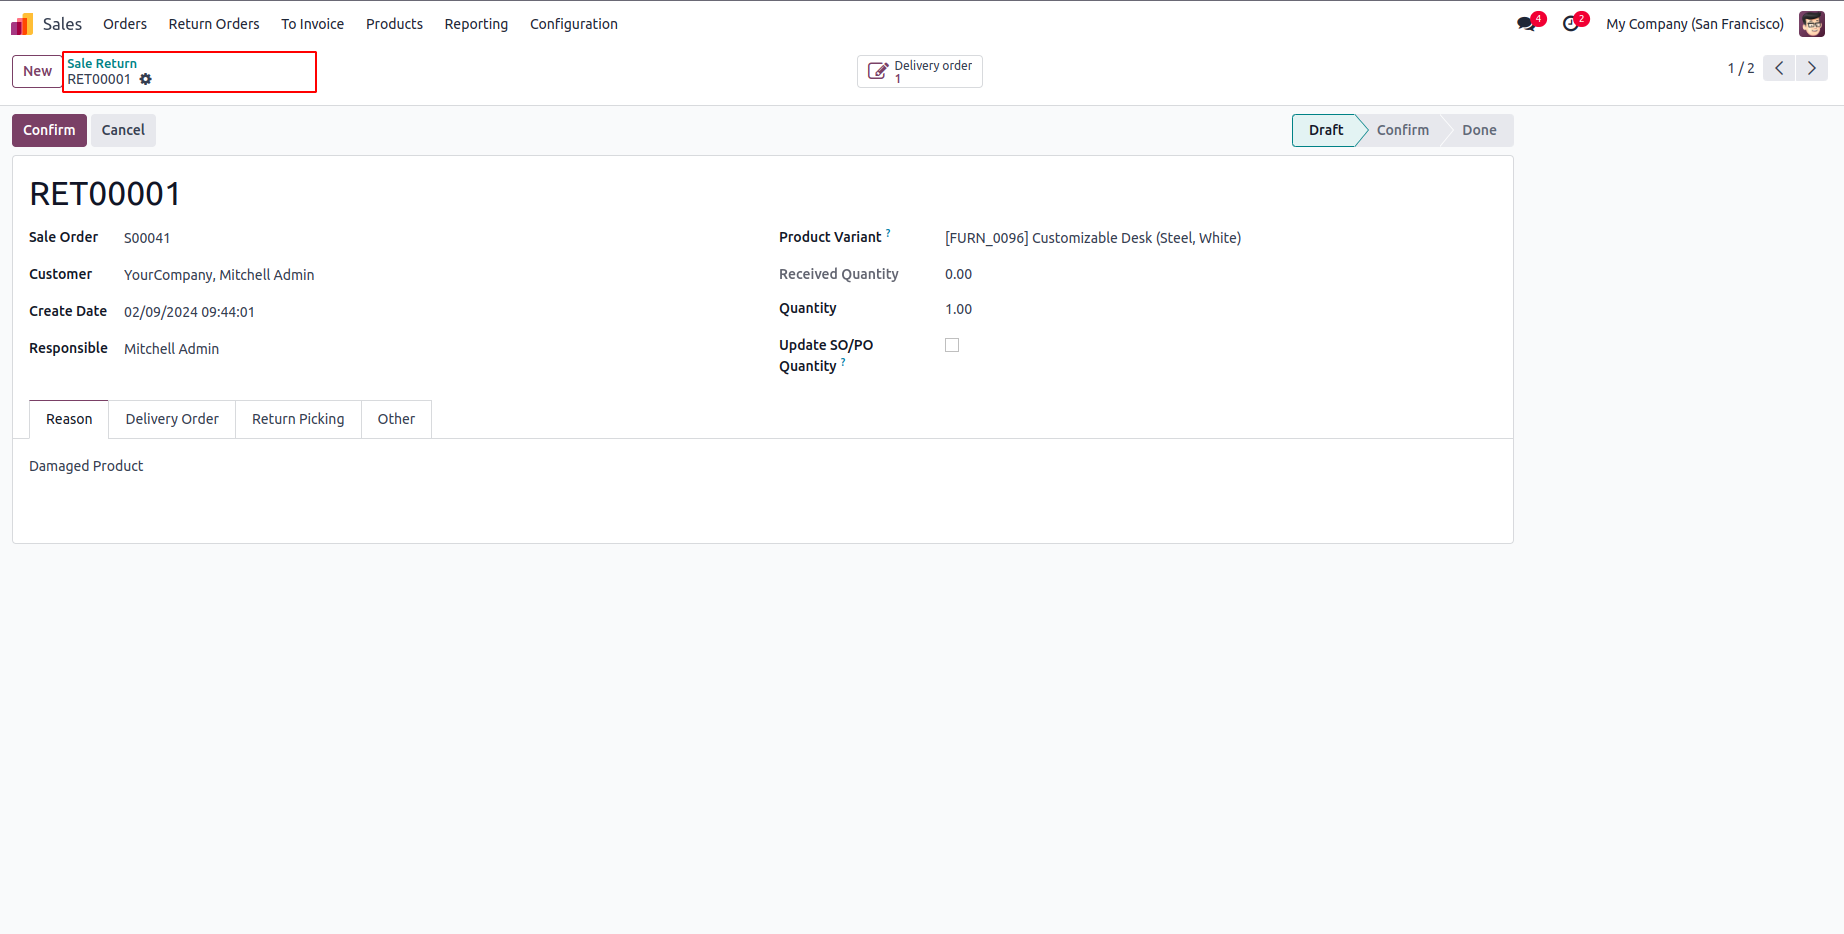 Sales Orders Return Orders To Invoice Products Reporting Configuration 4 2 My Company (San Francisco)
New Sale Return Delivery order 1 / 2
RET00001 1
Confirm Cancel Draft Confirm Done
RET00001
Sale Order S00041 Product Variant ? [FURN_0096] Customizable Desk (Steel, White)
Customer YourCompany, Mitchell Admin Received Quantity 0.00
Create Date 02/09/2024 09:44:01 Quantity 1.00
Responsible Mitchell Admin Update SO/PO
Quantity ?
Reason Delivery Order Return Picking Other
Damaged Product